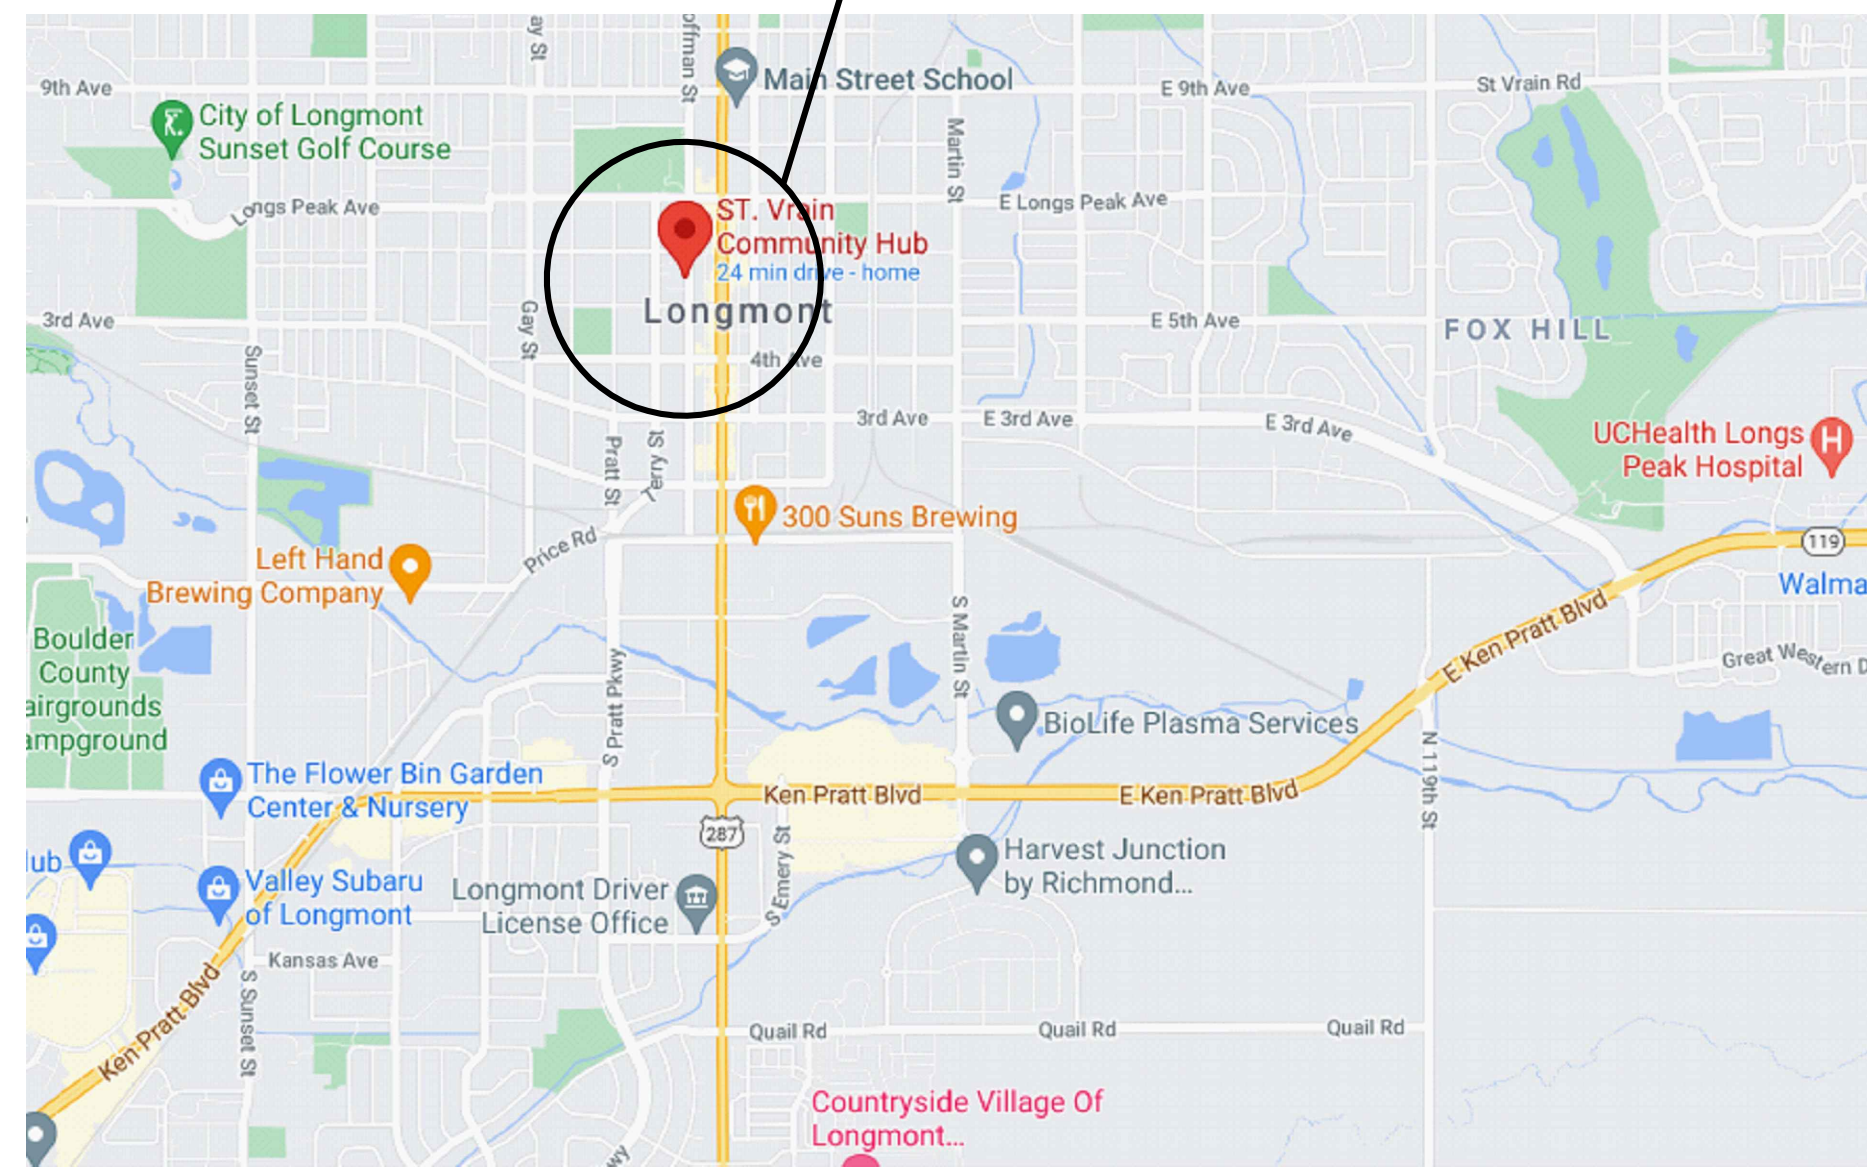 ay St
offman St
Main Street School
9th Ave
E 9th Ave
St Vrain Rd
City of Longmont
Sunset Golf Course
Martin St
Longs Peak Ave
E Longs Peak Ave
ST. Vrain
Community Hub
24 min drive - home
Longmont
3rd Ave
Gay St
E 5th Ave
FOX HILL
4th Ave
Sunset St
3rd Ave
E 3rd Ave
E 3rd Ave
UCHealth Longs
Peak Hospital
Pratt St
Terry St
300 Suns Brewing
Price Rd
119
Left Hand
Brewing Company
Walma
E Ken Pratt Blvd
Boulder
County
airgrounds
ampground
S Martin St
Great Western D
S Pratt Pkwy
BioLife Plasma Services
N 119th St
The Flower Bin Garden
Center & Nursery
Ken Pratt Blvd
E Ken Pratt Blvd
287
S Emery St
lub
Harvest Junction
by Richmond...
Valley Subaru
of Longmont
Longmont Driver
License Office
Kansas Ave
Ken Pratt Blvd
S Sunset St
Quail Rd
Quail Rd
Quail Rd
Countryside Village Of
Longmont...
wy